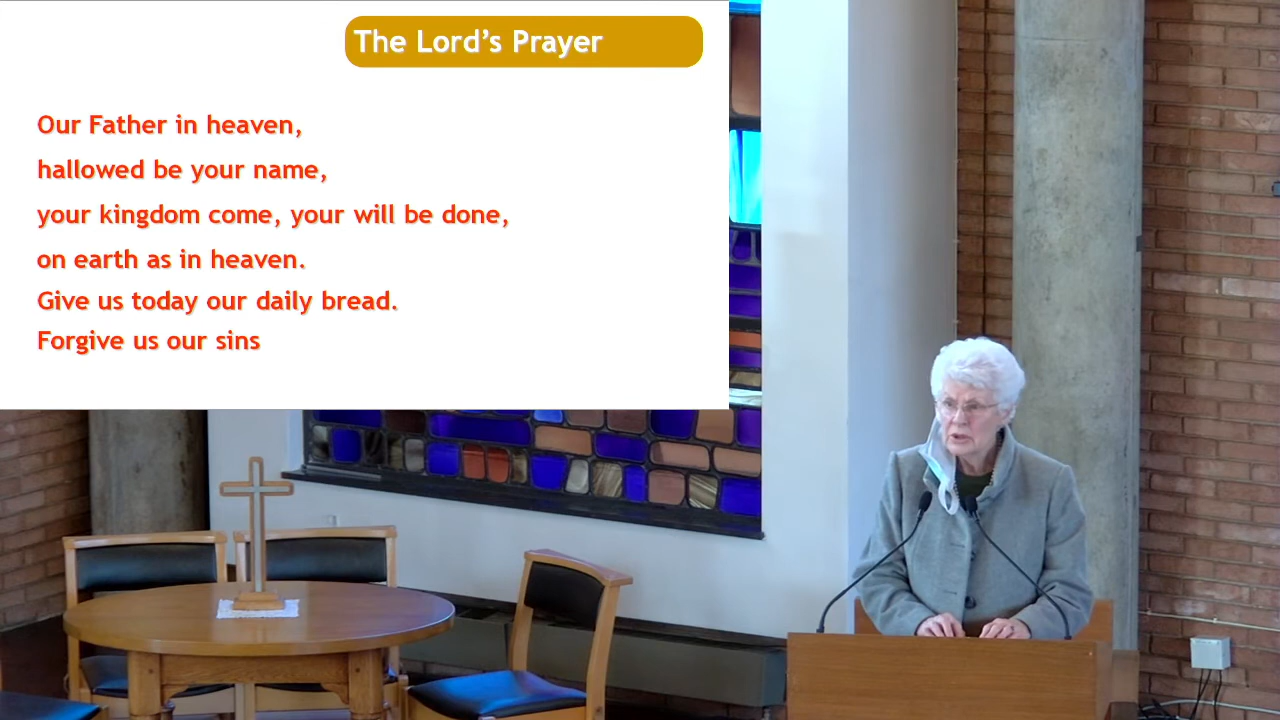 The Lord's Prayer
Our Father in heaven,
hallowed be your name,
your kingdom come, your will be done,
on earth as in heaven.
Give us today our daily bread.
Forgive us our sins